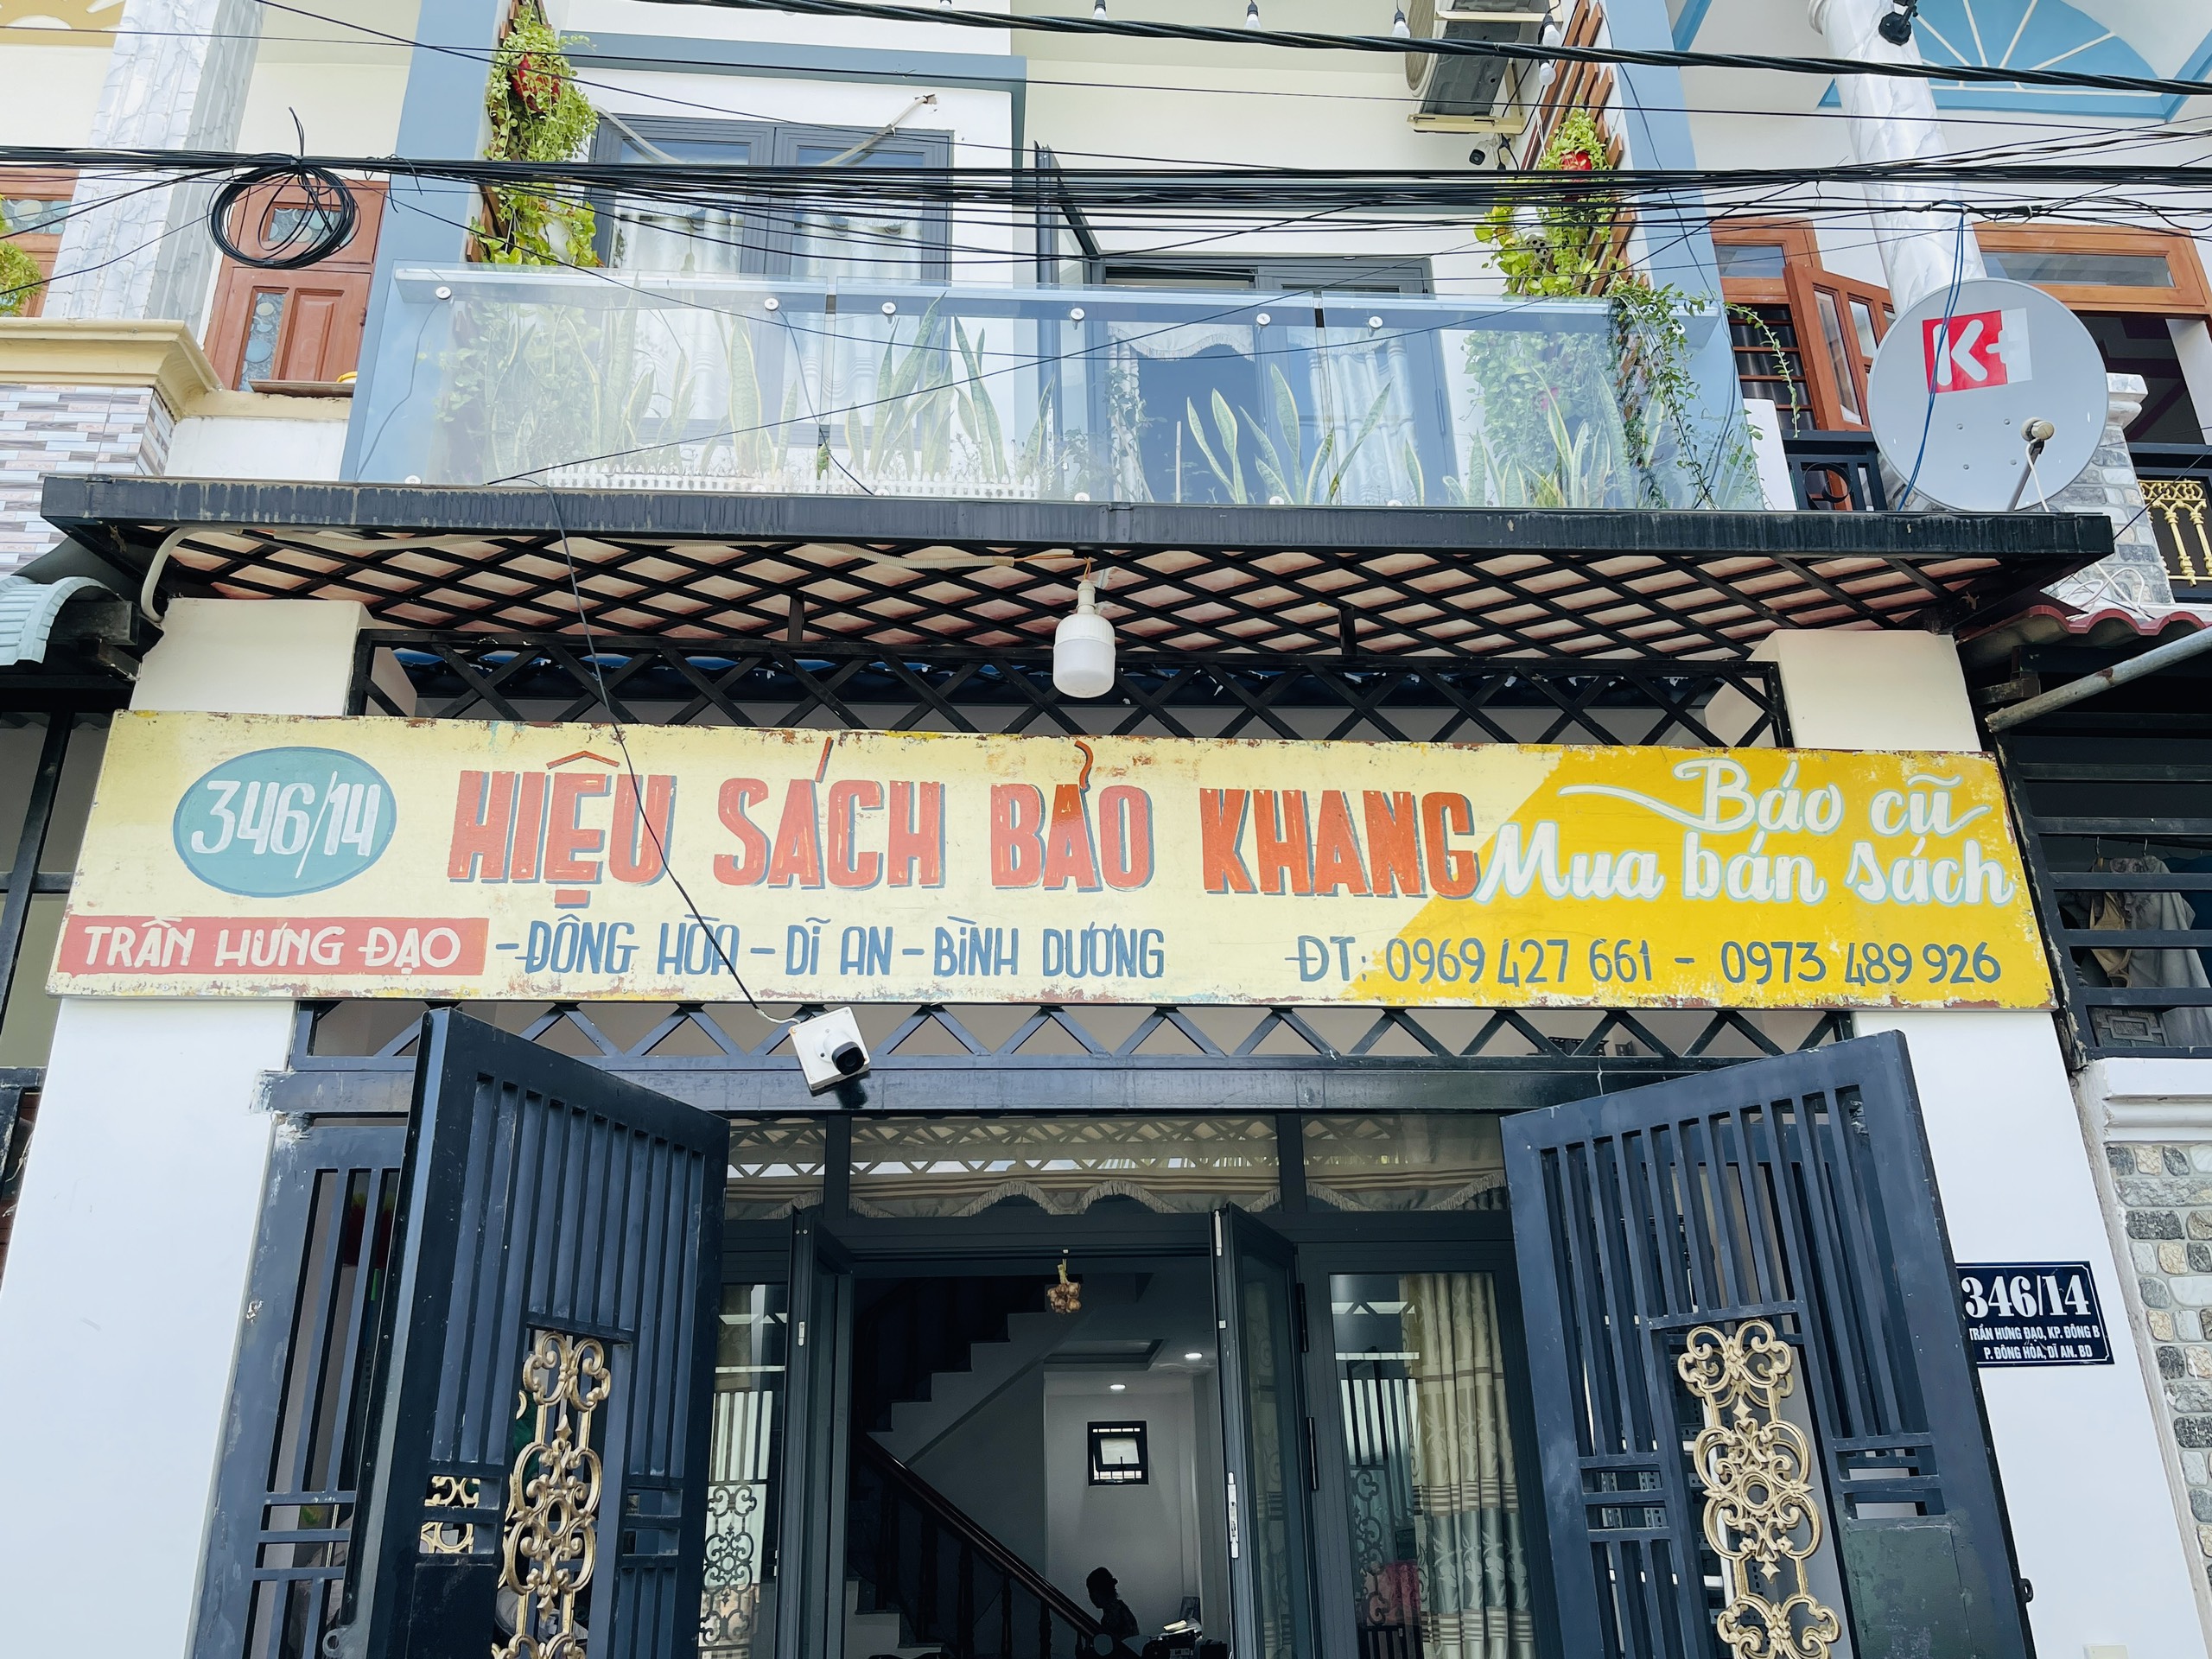 K+
346/14
HIỆU SÁCH BẢO KHANG
Báo cũ
Mua bán sách
TRẦN HƯNG ĐẠO - ĐÔNG HÒA - DĨ AN - BÌNH DƯƠNG
ĐT: 0969 427 661 - 0973 489 926
346/14
TRẦN HƯNG ĐẠO, KP. ĐÔNG B
P. ĐÔNG HÒA, DĨ AN. BD